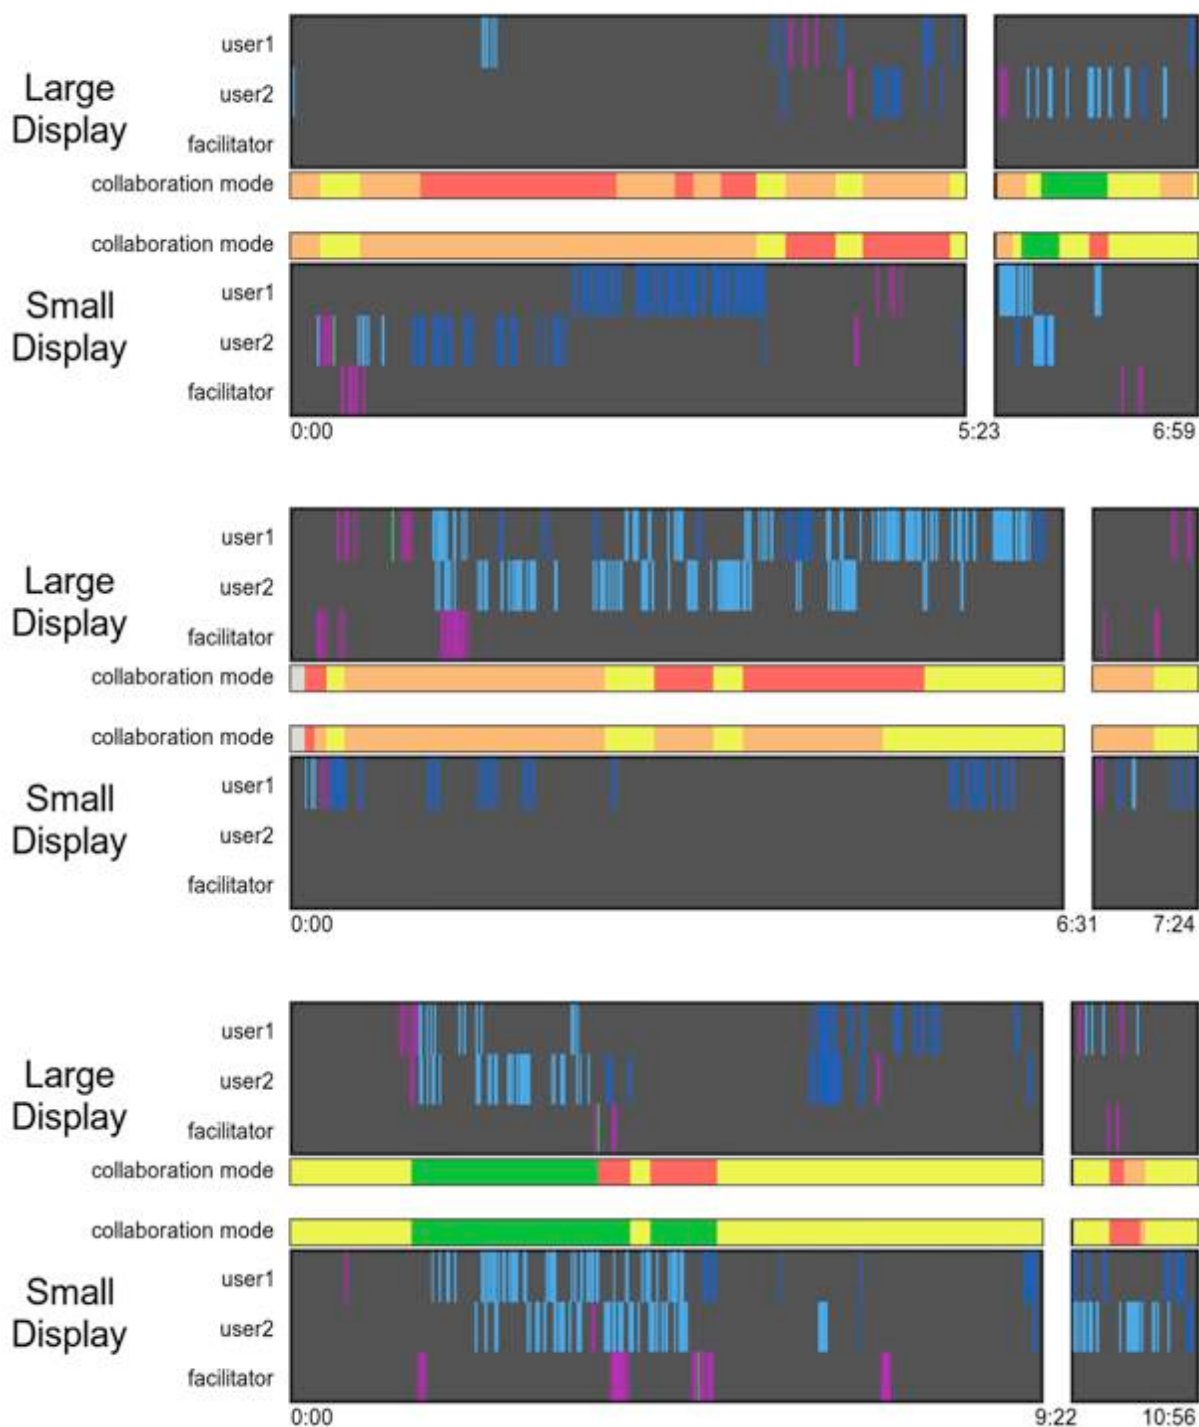 user1
Large
Display
user2
facilitator
collaboration mode
collaboration mode
user1
Small
Display
user2
facilitator
0:00 5:23 6:59
user1
Large
Display
user2
facilitator
collaboration mode
collaboration mode
user1
Small
Display
user2
facilitator
0:00 6:31 7:24
user1
Large
Display
user2
facilitator
collaboration mode
collaboration mode
user1
Small
Display
user2
facilitator
0:00 9:22 10:56